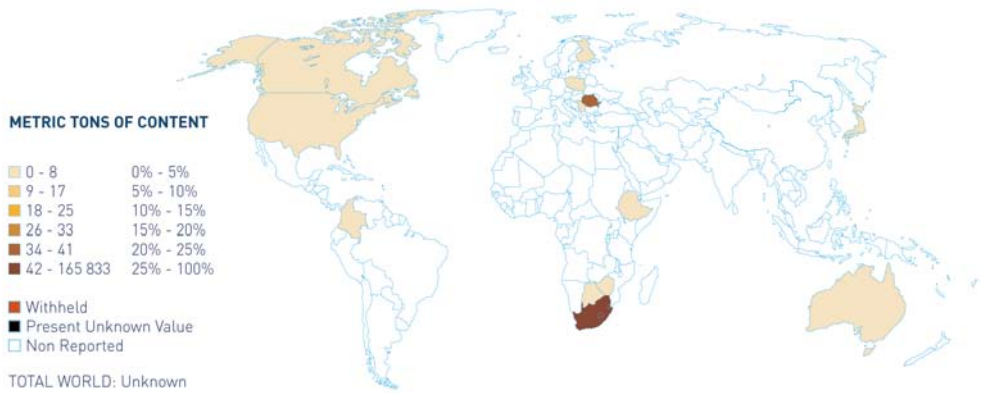 METRIC TONS OF CONTENT
0 - 8 0% - 5%
9 - 17 5% - 10%
18 - 25 10% - 15%
26 - 33 15% - 20%
34 - 41 20% - 25%
42 - 165 833 25% - 100%
Withheld
Present Unknown Value
Non Reported
TOTAL WORLD: Unknown